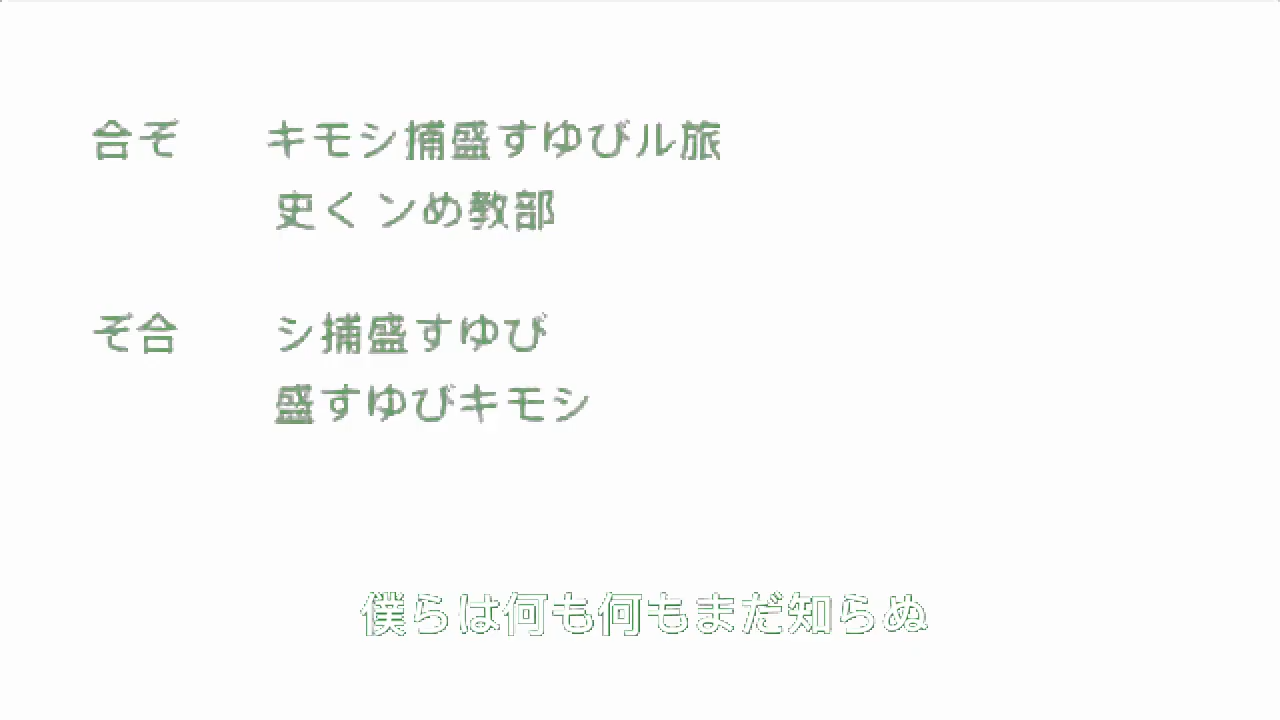 合ぞ キモシ捕盛すゆびル旅
史く ンめ教部
ぞ合 シ捕盛すゆび
盛すゆびキモシ
僕らは何も何もまだ知らぬ